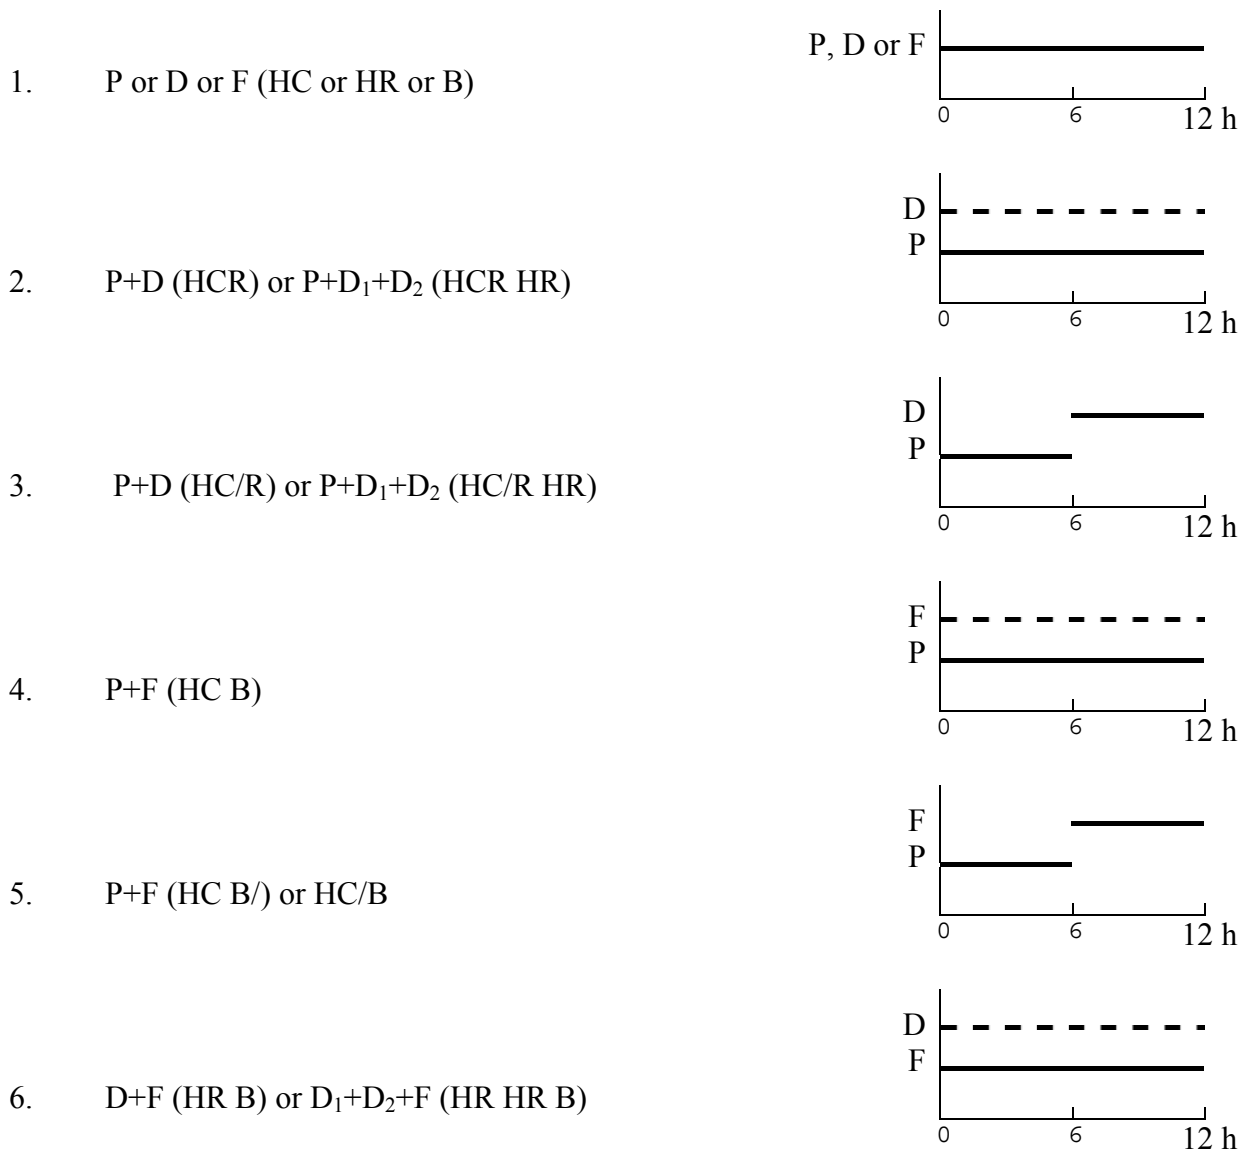 P, D or F
1. P or D or F (HC or HR or B)
0 6 12 h
D
P
2. P+D (HCR) or P+D₁+D₂ (HCR HR)
0 6 12 h
D
P
3. P+D (HC/R) or P+D₁+D₂ (HC/R HR)
0 6 12 h
F
P
4. P+F (HC B)
0 6 12 h
F
P
5. P+F (HC B/) or HC/B
0 6 12 h
D
F
6. D+F (HR B) or D₁+D₂+F (HR HR B)
0 6 12 h